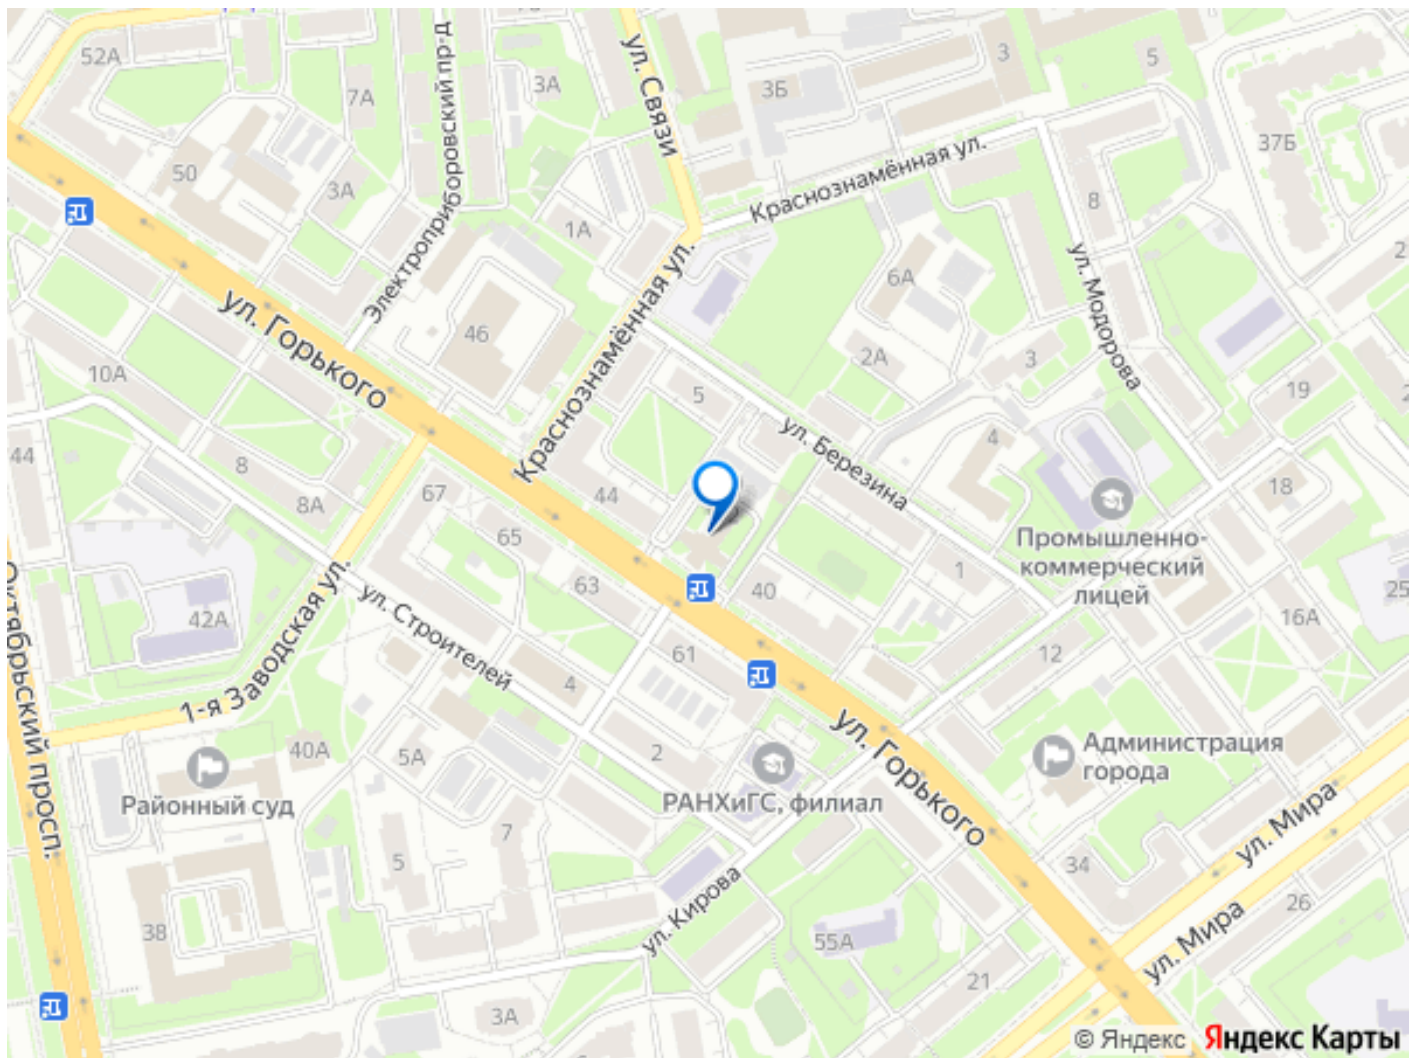 52А
7А
3А
ул. Связи
3Б
3
5
37Б
50
3А
Электроприборовский пр-д
1А
Краснознамённая ул.
8
6А
ул. Модорова
ул. Горького
46
Краснознамённая ул.
2А
3
19
10А
5
44
8
8А
67
44
65
63
ул. Березина
4
18
Промышленно-
коммерческий
лицей
1
40
25
16А
42А
ул. Строителей
1-я Заводская ул.
Октябрьский просп.
4
61
12
40А
5А
2
ул. Горького
Администрация
города
Районный суд
РАНХиГС, филиал
7
5
34
ул. Мира
38
ул. Кирова
55А
26
ул. Мира
21
3А
© Яндекс Яндекс Карты